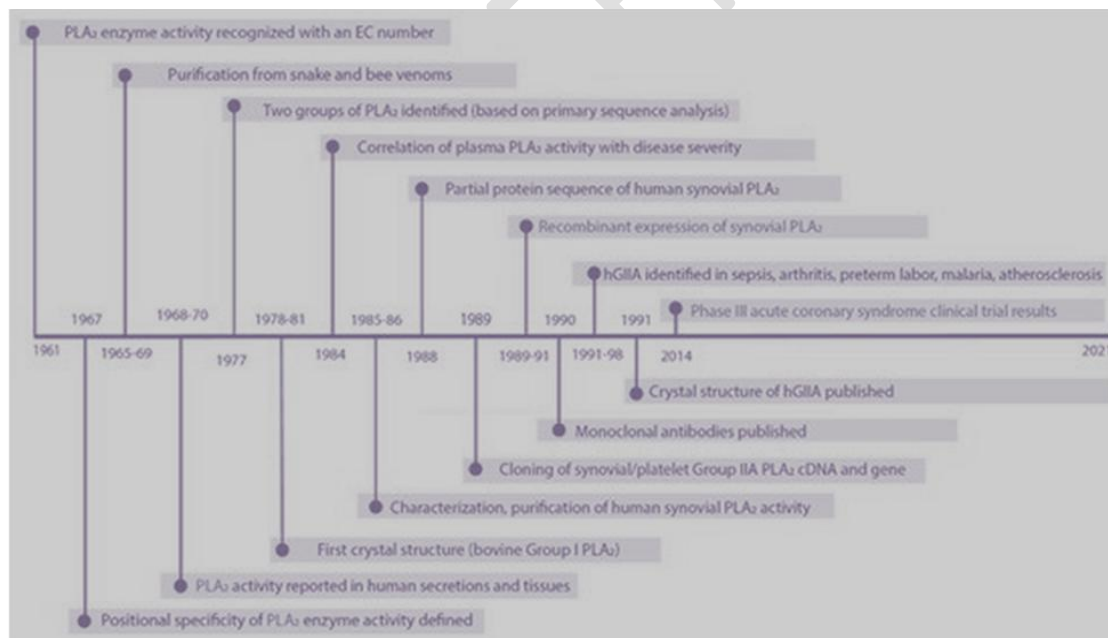 PLA₂ enzyme activity recognized with an EC number
Purification from snake and bee venoms
Two groups of PLA₂ identified (based on primary sequence analysis)
Correlation of plasma PLA₂ activity with disease severity
Partial protein sequence of human synovial PLA₂
Recombinant expression of synovial PLA₂
hGIIA identified in sepsis, arthritis, preterm labor, malaria, atherosclerosis
Phase III acute coronary syndrome clinical trial results
1967 1968-70 1978-81 1985-86 1989 1990 1991
1961 1965-69 1977 1984 1988 1989-91 1991-98 2014 2021
Crystal structure of hGIIA published
Monoclonal antibodies published
Cloning of synovial/platelet Group IIA PLA₂ cDNA and gene
Characterization, purification of human synovial PLA₂ activity
First crystal structure (bovine Group I PLA₂)
PLA₂ activity reported in human secretions and tissues
Positional specificity of PLA₂ enzyme activity defined